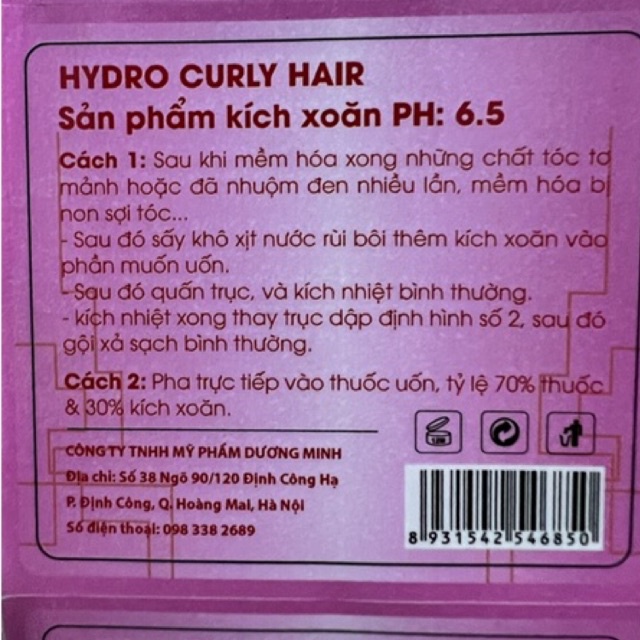 HYDRO CURLY HAIR
Sản phẩm kích xoăn PH: 6.5
Cách 1: Sau khi mềm hóa xong những chất tóc tơ
mảnh hoặc đã nhuộm đen nhiều lần, mềm hóa bị
non sợi tóc...
- Sau đó sấy khô xịt nước rùi bôi thêm kích xoăn vào
phần muốn uốn.
- Sau đó quấn trục, và kích nhiệt bình thường.
- kích nhiệt xong thay trục dập định hình số 2, sau đó
gội xả sạch bình thường.
Cách 2: Pha trực tiếp vào thuốc uốn, tỷ lệ 70% thuốc
& 30% kích xoăn.
CÔNG TY TNHH MỸ PHẨM DƯƠNG MINH
Địa chỉ: Số 38 Ngõ 90/120 Định Công Hạ
P. Định Công, Q. Hoàng Mai, Hà Nội
Số điện thoại: 098 338 2689
8 931542 546850